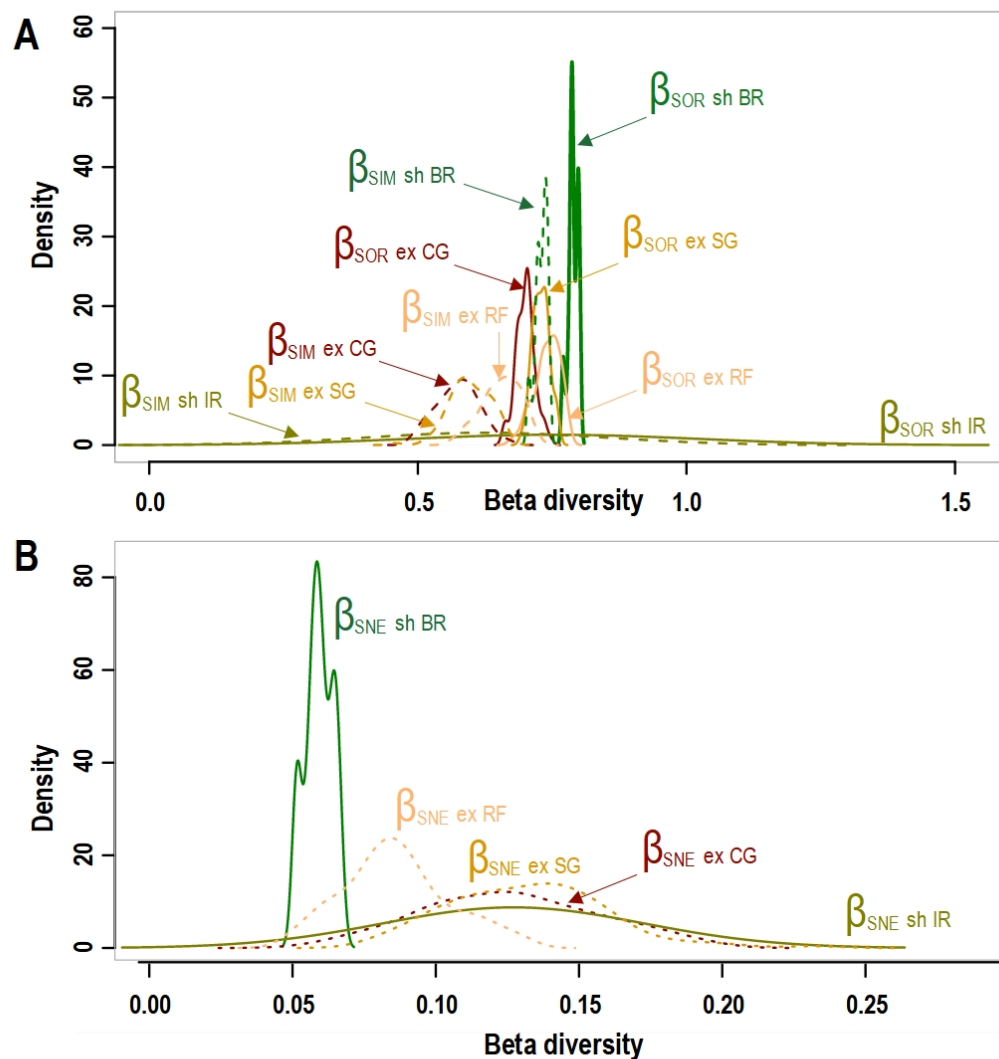 A
60
50
40
30
20
10
0
Density
βSOR sh BR
βSIM sh BR
βSOR ex CG
βSOR ex SG
βSIM ex RF
βSIM ex CG
βSOR ex RF
βSIM ex SG
βSIM sh IR
βSOR sh IR
0.0 0.5 1.0 1.5
Beta diversity
B
80
60
40
20
0
Density
βSNE sh BR
βSNE ex RF
βSNE ex SG
βSNE ex CG
βSNE sh IR
0.00 0.05 0.10 0.15 0.20 0.25
Beta diversity